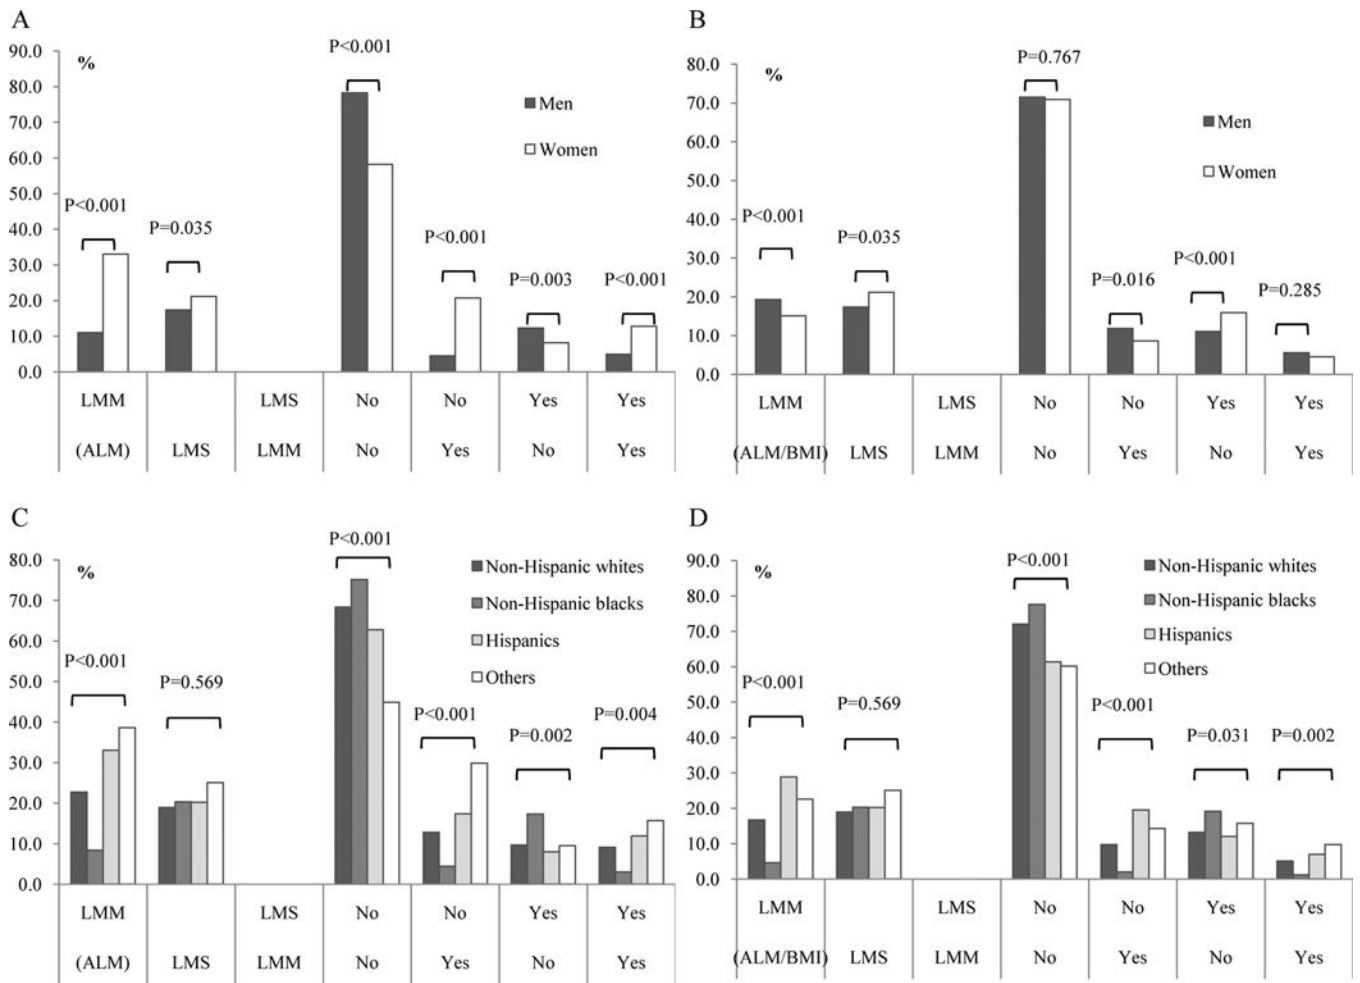 A
90.0
80.0
70.0
60.0
50.0
40.0
30.0
20.0
10.0
0.0
%
P<0.001
P=0.035
P<0.001
P<0.001
P=0.003
P<0.001
Men
Women
LMM LMS No No Yes Yes
(ALM) LMS LMM No Yes No Yes
B
80.0
70.0
60.0
50.0
40.0
30.0
20.0
10.0
0.0
%
P<0.001
P=0.035
P=0.767
P=0.016
P<0.001
P=0.285
Men
Women
LMM LMS No No Yes Yes
(ALM/BMI) LMS LMM No Yes No Yes
C
80.0
70.0
60.0
50.0
40.0
30.0
20.0
10.0
0.0
%
P<0.001
P=0.569
P<0.001
P<0.001
P=0.002
P=0.004
Non-Hispanic whites
Non-Hispanic blacks
Hispanics
Others
LMM LMS No No Yes Yes
(ALM) LMS LMM No Yes No Yes
D
90.0
80.0
70.0
60.0
50.0
40.0
30.0
20.0
10.0
0.0
%
P<0.001
P=0.569
P<0.001
P<0.001
P=0.031
P=0.002
Non-Hispanic whites
Non-Hispanic blacks
Hispanics
Others
LMM LMS No No Yes Yes
(ALM/BMI) LMS LMM No Yes No Yes